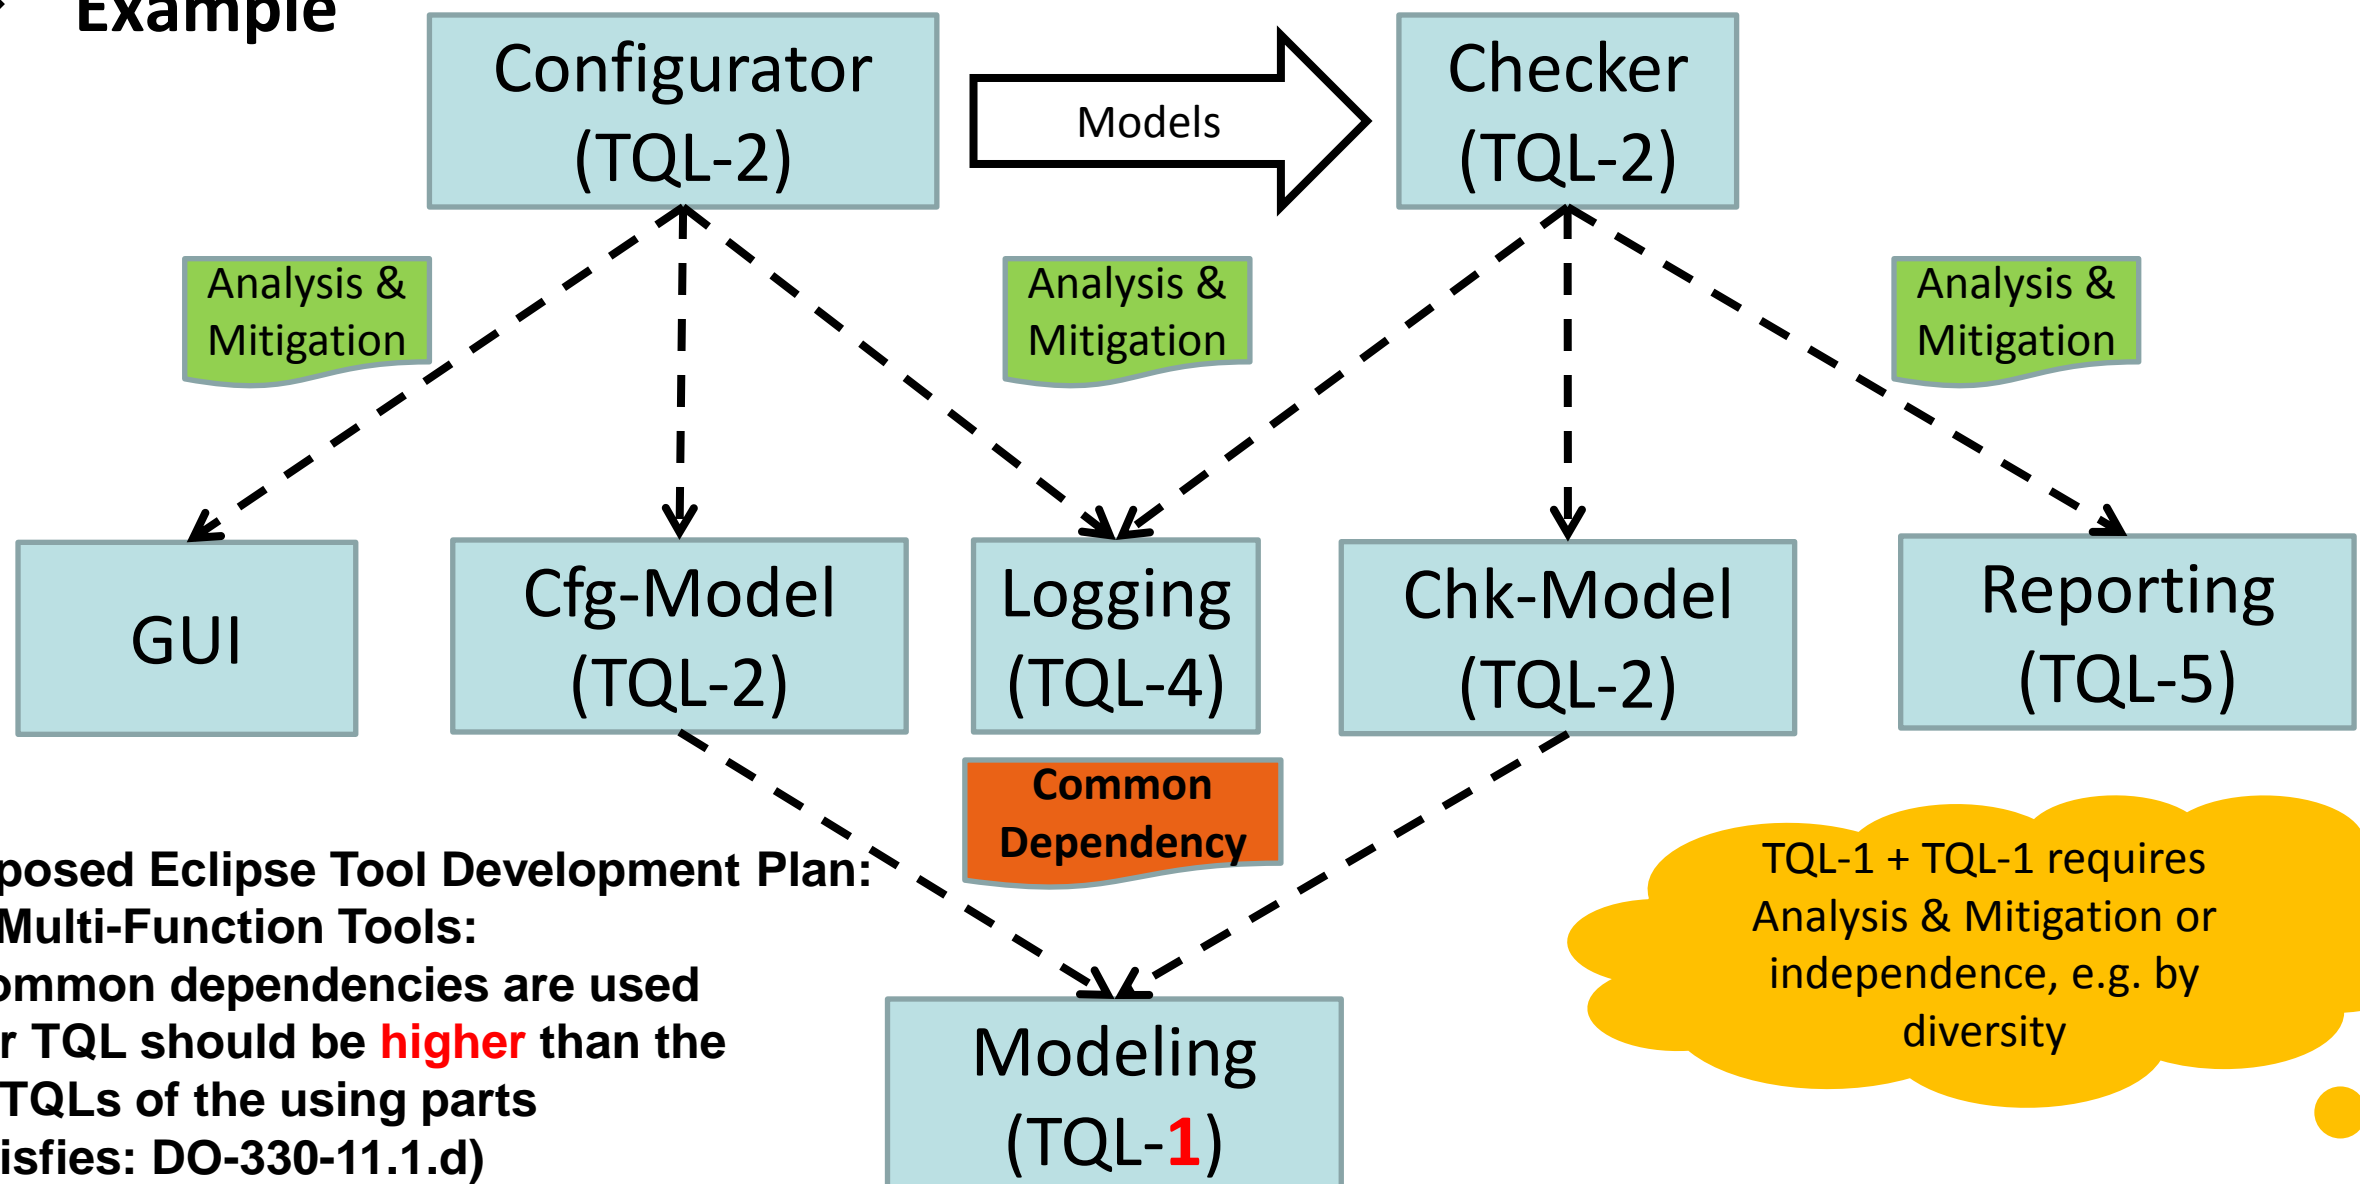 Example
Configurator
(TQL-2)
Models
Checker
(TQL-2)
Analysis &
Mitigation
Analysis &
Mitigation
Analysis &
Mitigation
GUI
Cfg-Model
(TQL-2)
Logging
(TQL-4)
Chk-Model
(TQL-2)
Reporting
(TQL-5)
Common
Dependency
posed Eclipse Tool Development Plan:
Multi-Function Tools:
ommon dependencies are used
r TQL should be higher than the
TQLs of the using parts
isfies: DO-330-11.1.d)
TQL-1 + TQL-1 requires
Analysis & Mitigation or
independence, e.g. by
diversity
Modeling
(TQL-1)